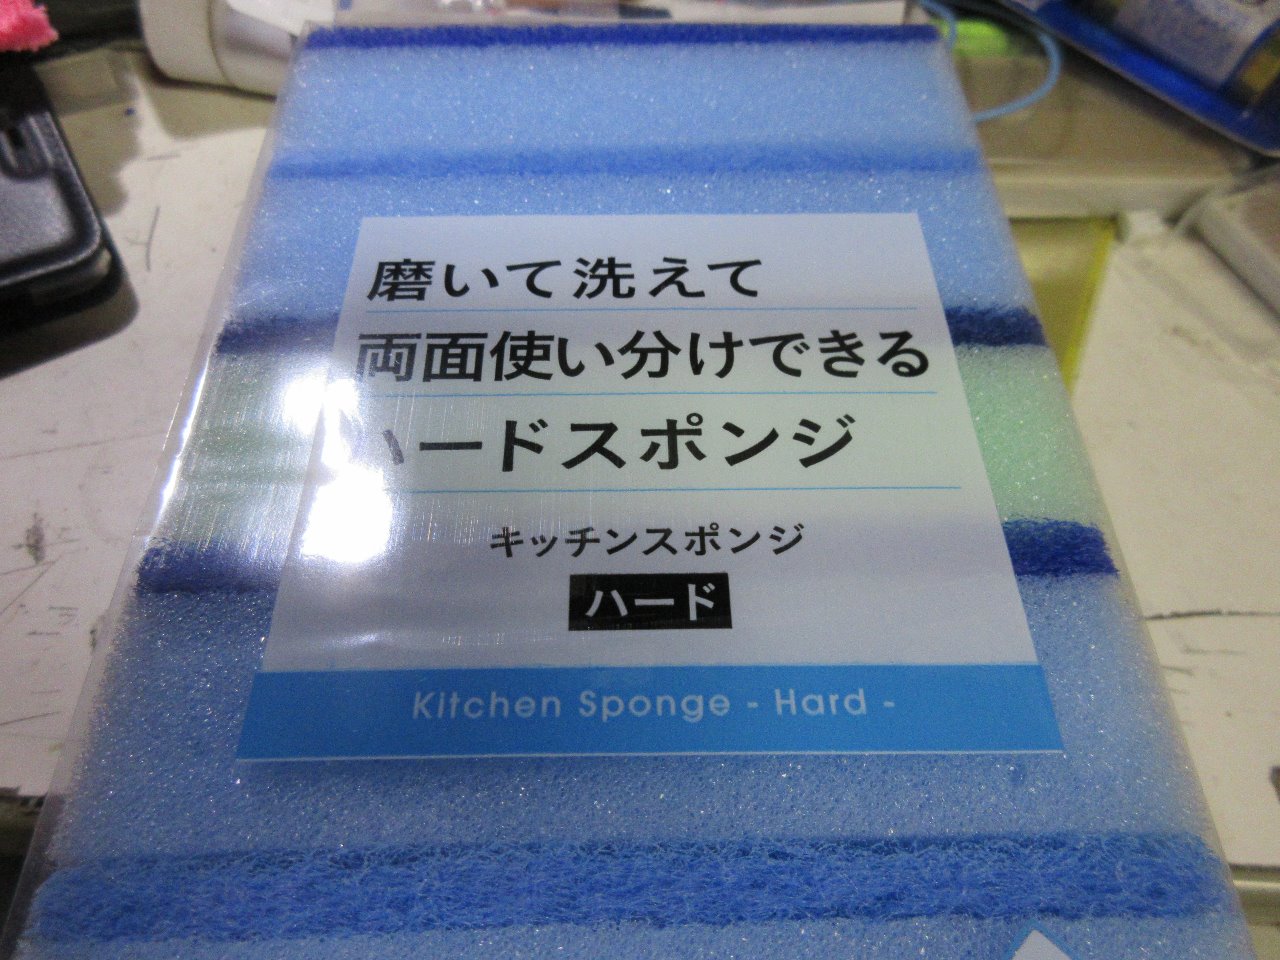 磨いて洗えて
両面使い分けできる
ハードスポンジ
キッチンスポンジ
ハード
Kitchen Sponge - Hard -